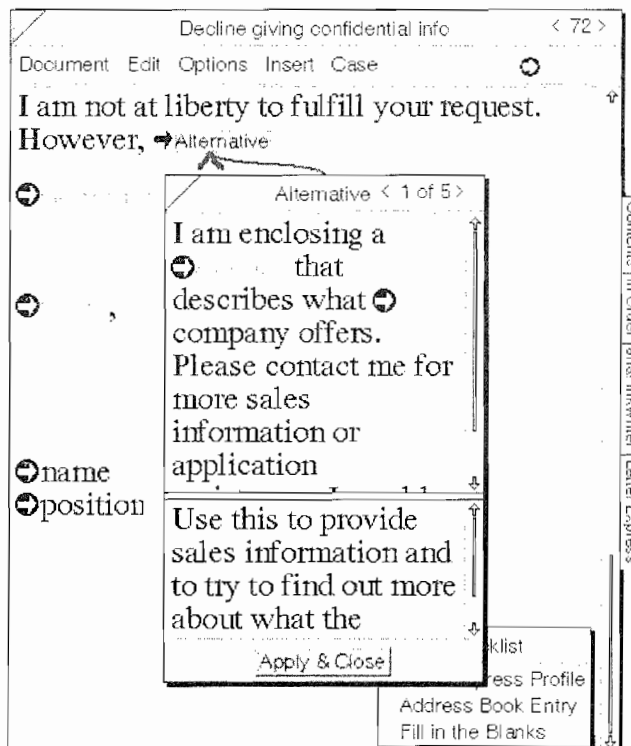 Decline giving confidential info < 72 >
Document Edit Options Insert Case
I am not at liberty to fulfill your request.
However, Alternative
,
name
position
Alternative < 1 of 5 >
I am enclosing a
that
describes what
company offers.
Please contact me for
more sales
information or
application
Use this to provide
sales information and
to try to find out more
about what the
Apply & Close
klist
ress Profile
Address Book Entry
Fill in the Blanks
Letter Express